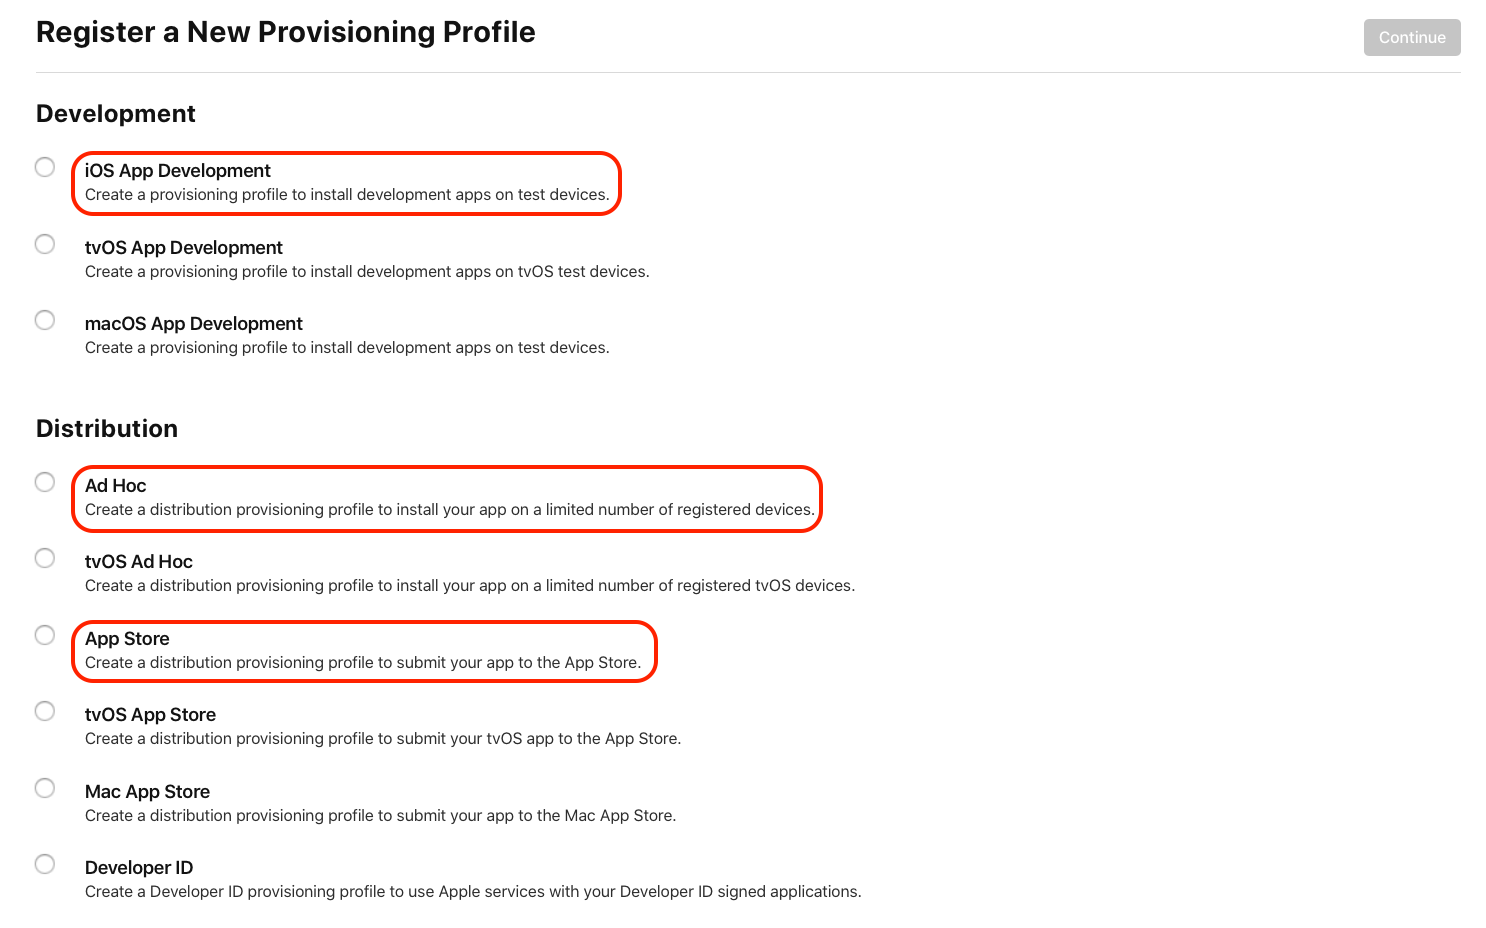 Register a New Provisioning Profile
Continue
Development
iOS App Development
Create a provisioning profile to install development apps on test devices.
tvOS App Development
Create a provisioning profile to install development apps on tvOS test devices.
macOS App Development
Create a provisioning profile to install development apps on test devices.
Distribution
Ad Hoc
Create a distribution provisioning profile to install your app on a limited number of registered devices.
tvOS Ad Hoc
Create a distribution provisioning profile to install your app on a limited number of registered tvOS devices.
App Store
Create a distribution provisioning profile to submit your app to the App Store.
tvOS App Store
Create a distribution provisioning profile to submit your tvOS app to the App Store.
Mac App Store
Create a distribution provisioning profile to submit your app to the Mac App Store.
Developer ID
Create a Developer ID provisioning profile to use Apple services with your Developer ID signed applications.